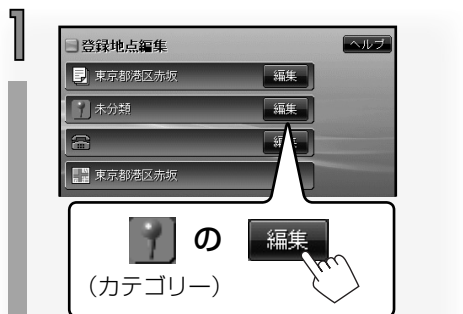 1
登録地点編集 ヘルプ
東京都港区赤坂 編集
未分類 編集
編集
東京都港区赤坂
の 編集
（カテゴリー）